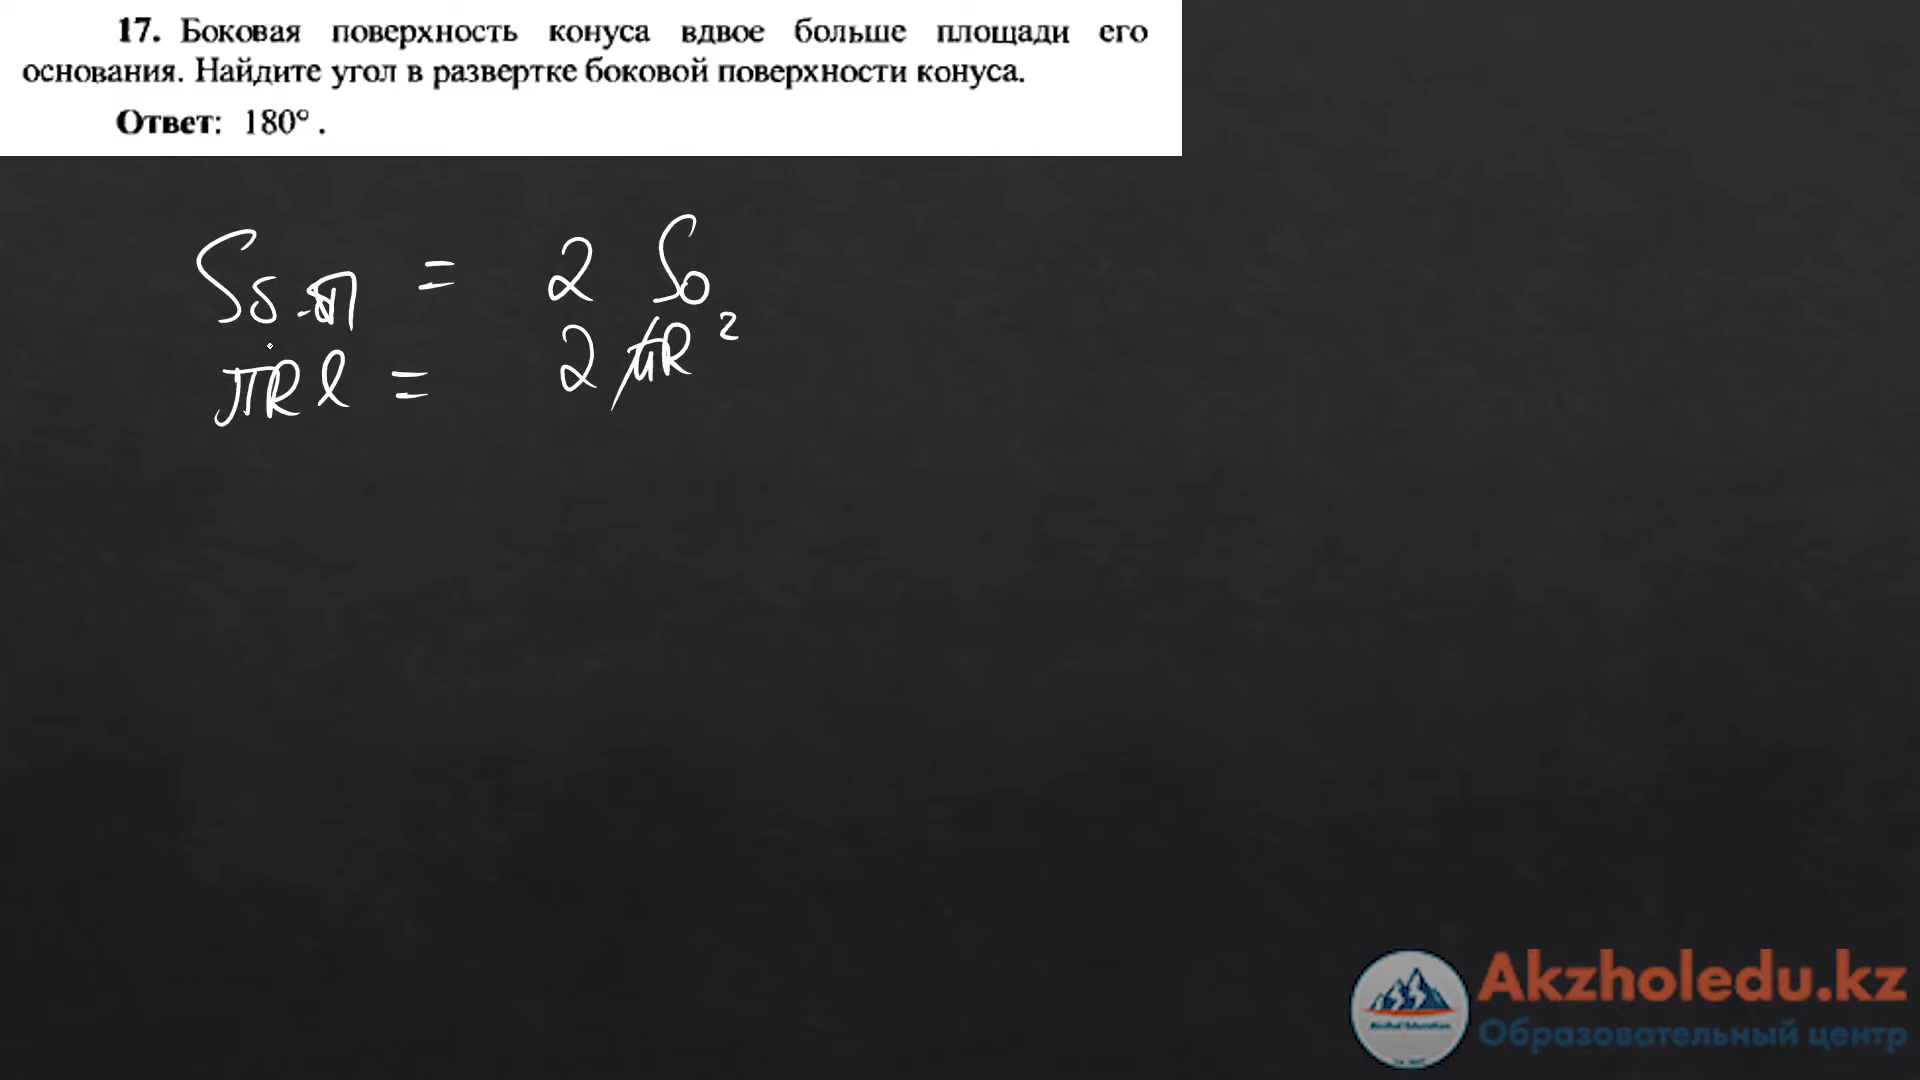 17. Боковая поверхность конуса вдвое больше площади его
основания. Найдите угол в развертке боковой поверхности конуса.
Ответ: 180° .
Sб.п = 2 So
πRl = 2πR²
Akzholedu.kz
Образовательный центр